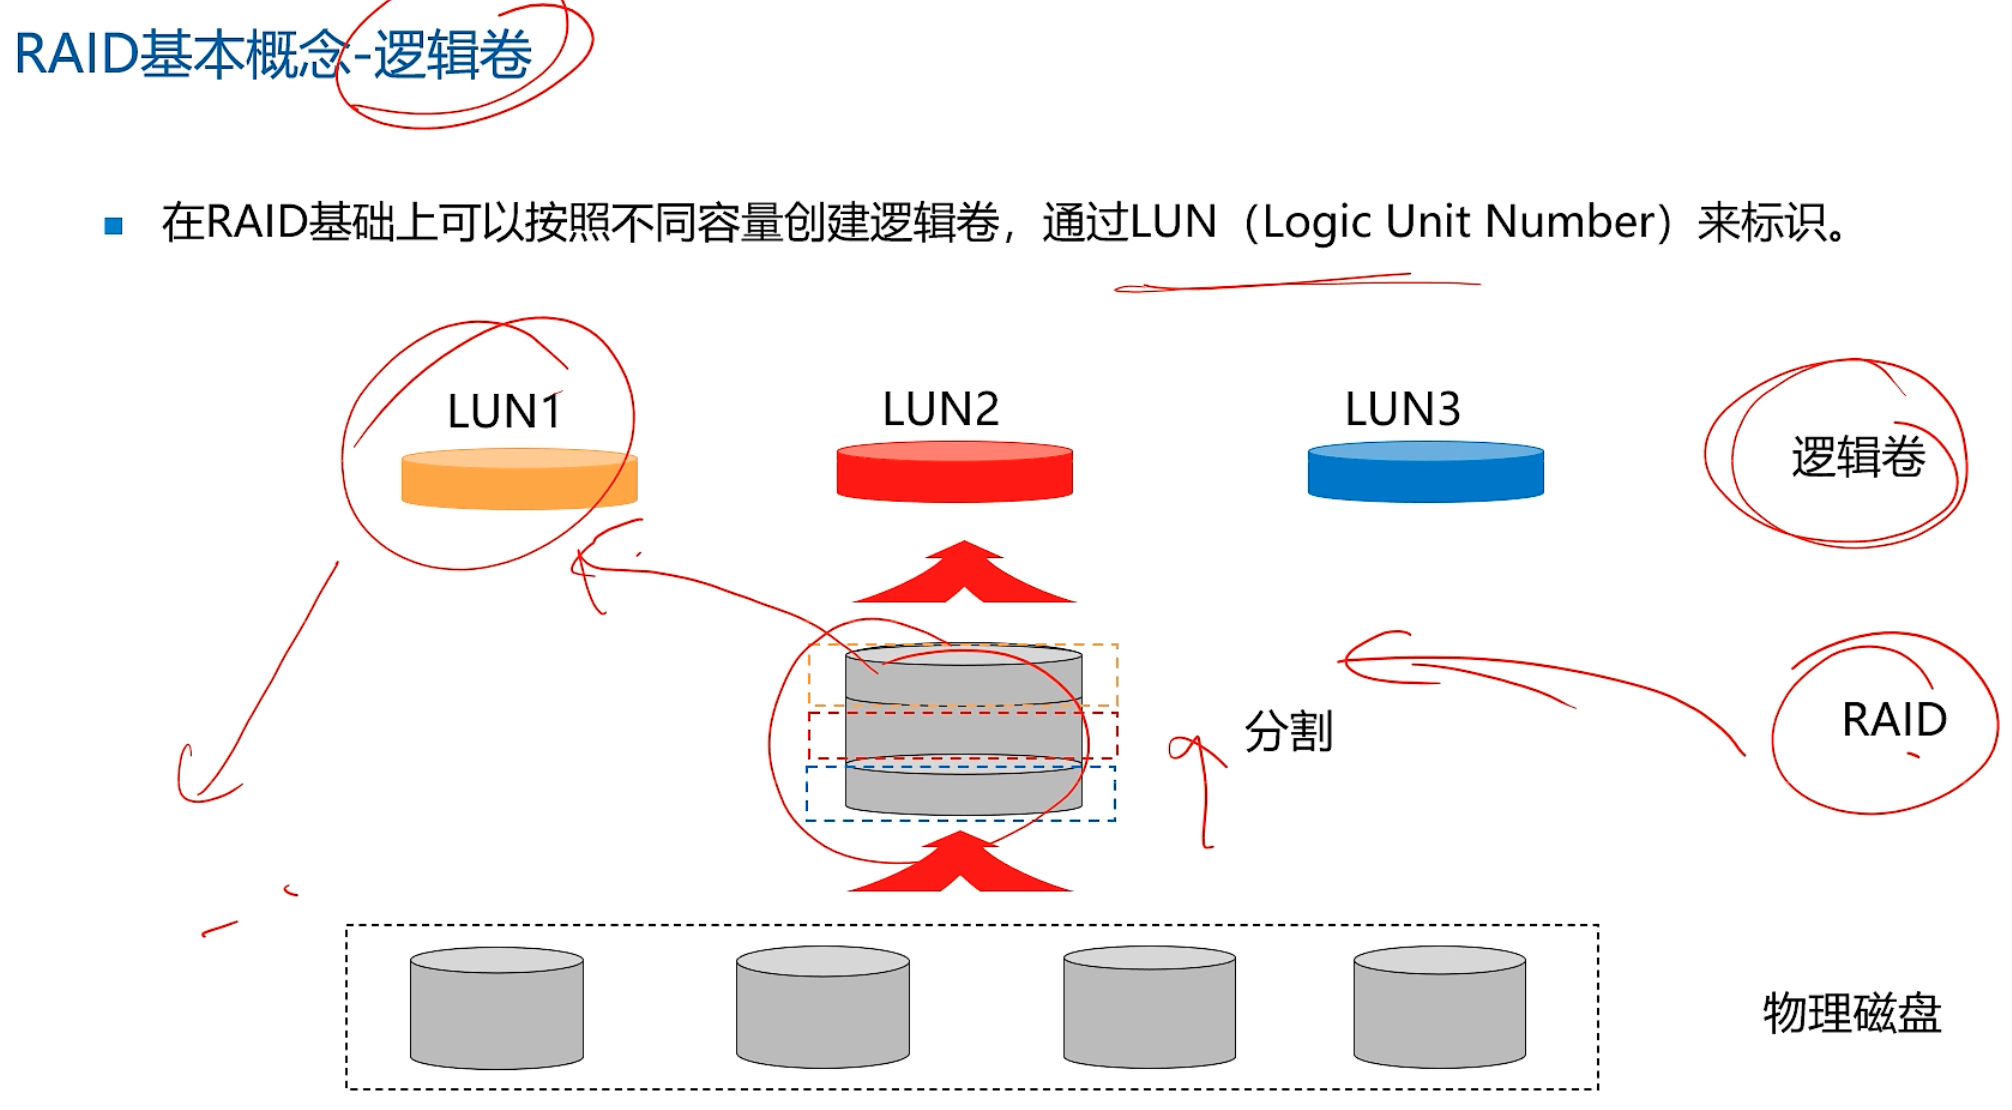 RAID基本概念-逻辑卷
在RAID基础上可以按照不同容量创建逻辑卷，通过LUN（Logic Unit Number）来标识。
LUN1
LUN2
LUN3
逻辑卷
分割
RAID
物理磁盘